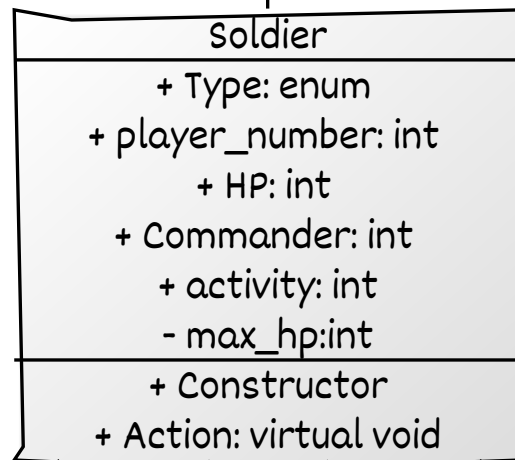 Soldier
+ Type: enum
+ player_number: int
+ HP: int
+ Commander: int
+ activity: int
- max_hp:int
+ Constructor
+ Action: virtual void